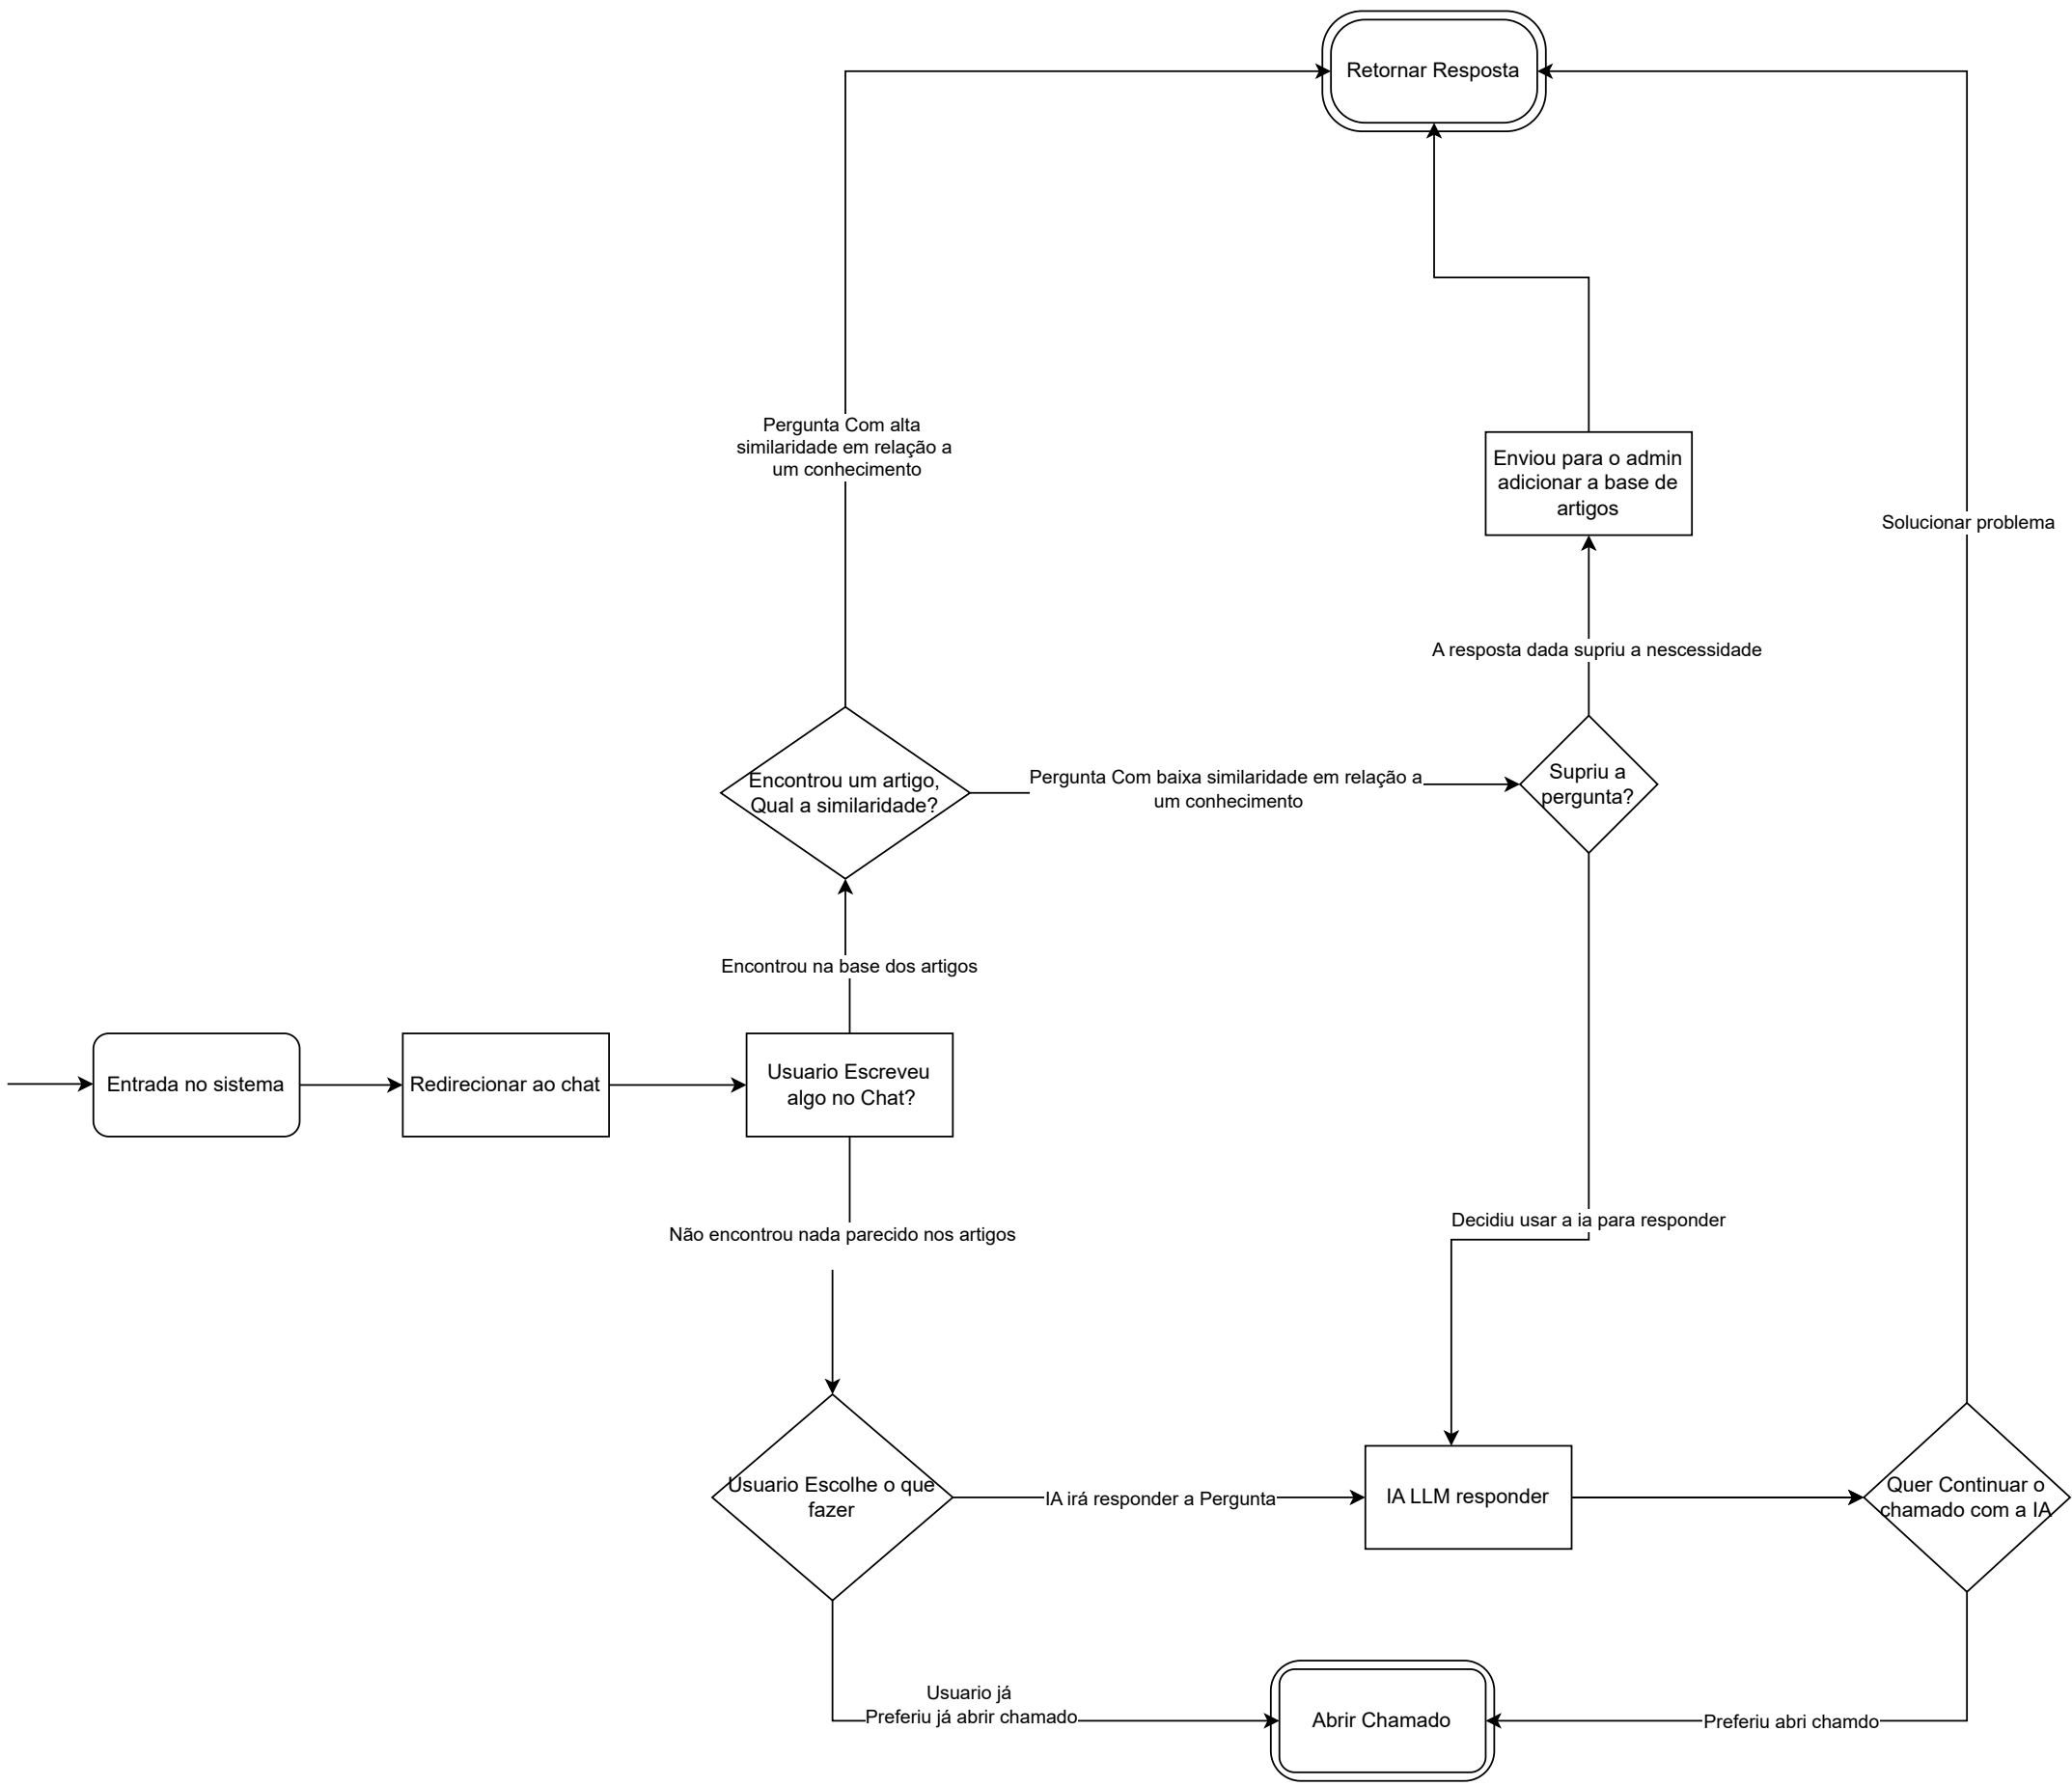 Retornar Resposta
Pergunta Com alta
similaridade em relação a
um conhecimento
Enviou para o admin
adicionar a base de
artigos
Solucionar problema
A resposta dada supriu a nescessidade
Encontrou um artigo,
Qual a similaridade?
Pergunta Com baixa similaridade em relação a
um conhecimento
Supriu a
pergunta?
Encontrou na base dos artigos
Entrada no sistema
Redirecionar ao chat
Usuario Escreveu
algo no Chat?
Não encontrou nada parecido nos artigos
Decidiu usar a ia para responder
Usuario Escolhe o que
fazer
IA irá responder a Pergunta
IA LLM responder
Quer Continuar o
chamado com a IA
Usuario já
Preferiu já abrir chamado
Abrir Chamado
Preferiu abri chamdo